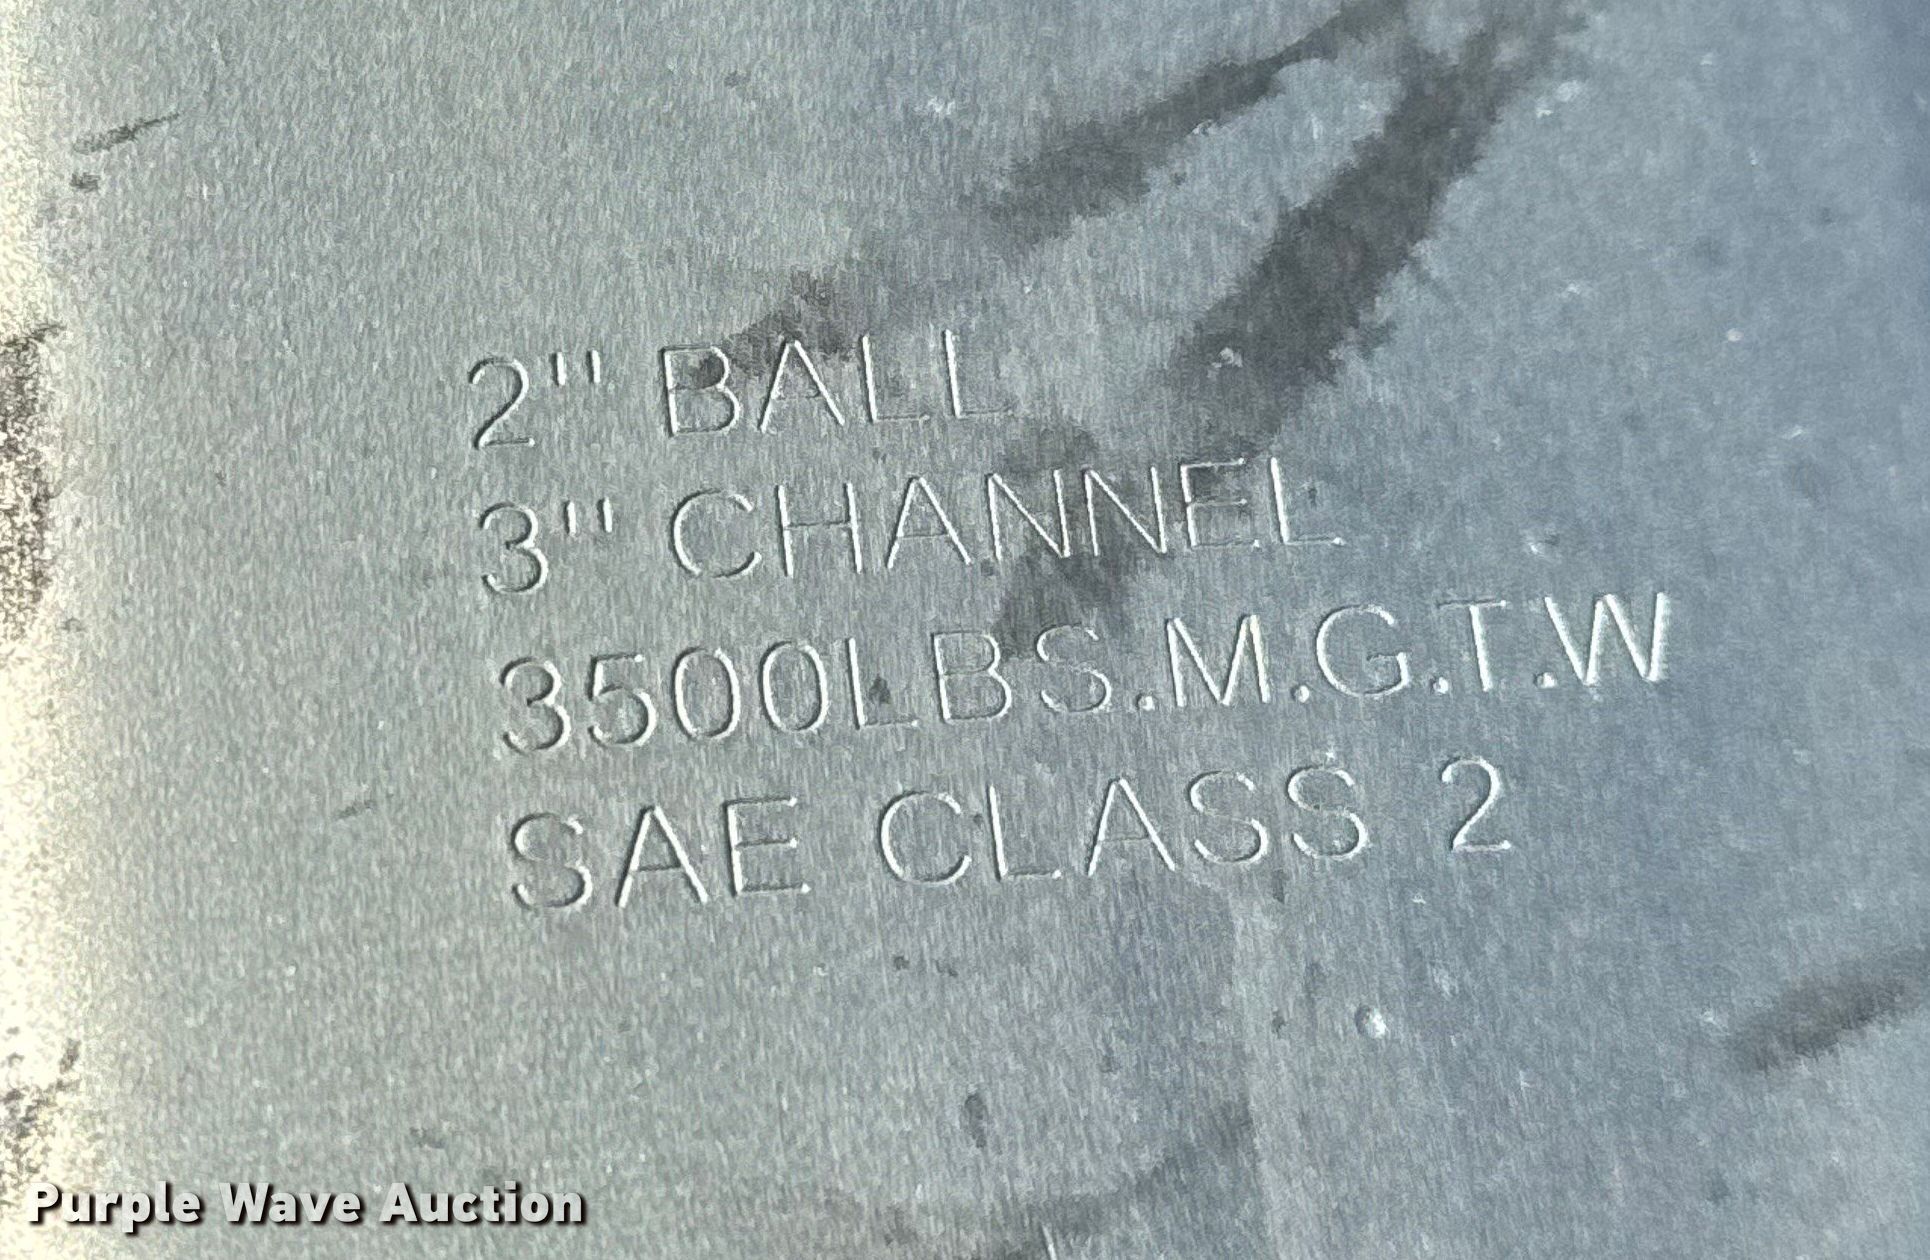 2" BALL
3" CHANNEL
3500LBS.M.G.T.W
SAE CLASS 2
Purple Wave Auction